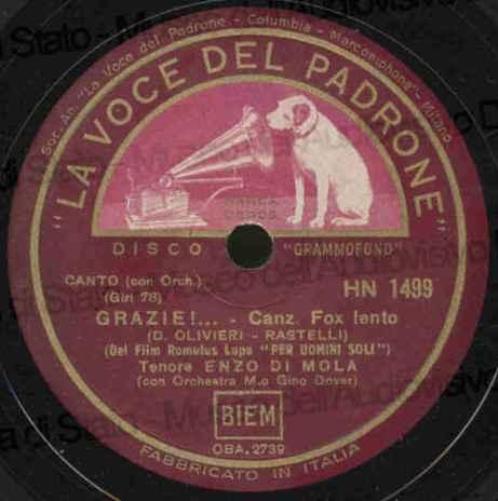 Soc. An. "La Voce del Padrone - Columbia - Marconiphone" - Milano
"LA VOCE DEL PADRONE"
DISCO "GRAMMOFONO"
CANTO (con Orch.)
(Giri 78)
HN 1499
GRAZIE!... - Canz. Fox lento
(D. OLIVIERI - RASTELLI)
(Del Film Romulus Lupa "PER UOMINI SOLI")
Tenore ENZO DI MOLA
(con Orchestra M.o Gino Dover)
BIEM
OBA. 2739
FABBRICATO IN ITALIA